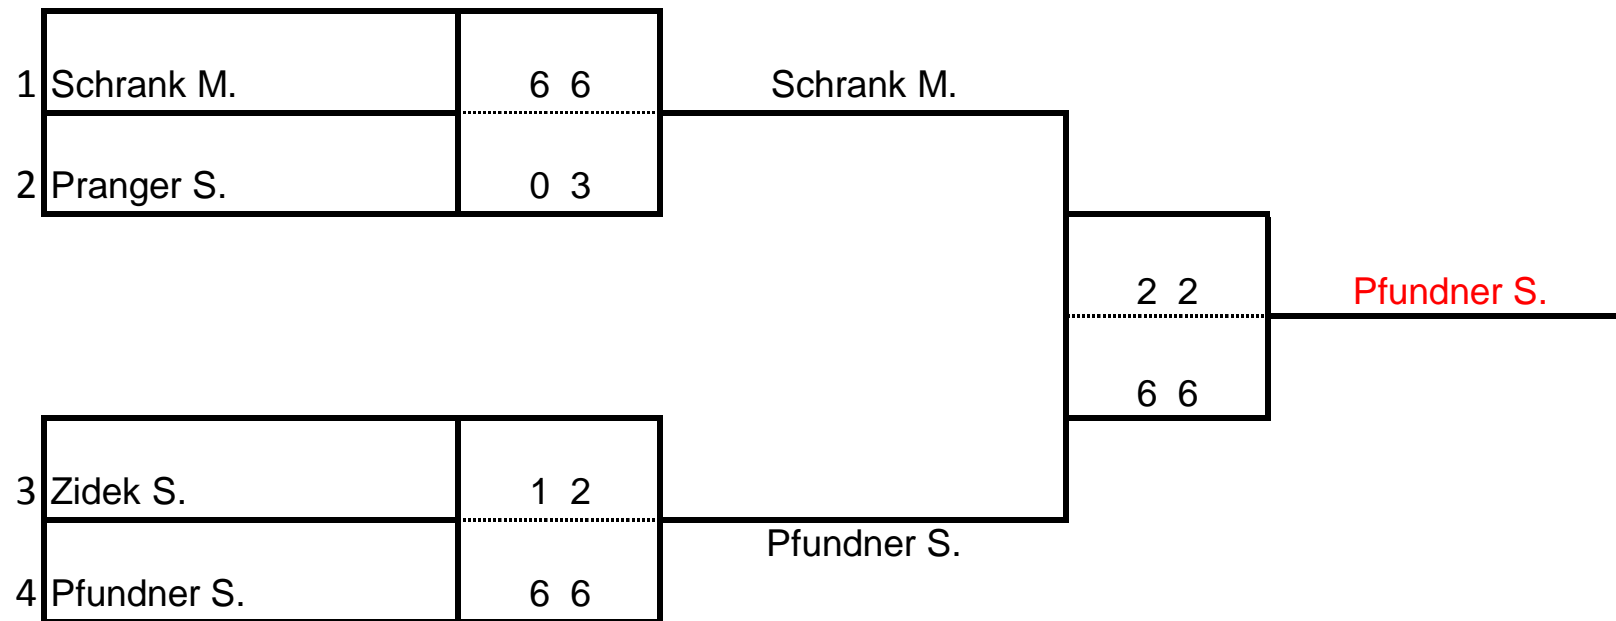 1 Schrank M. 6 6 Schrank M.
2 Pranger S. 0 3
2 2 Pfundner S.
6 6
3 Zidek S. 1 2
Pfundner S.
4 Pfundner S. 6 6